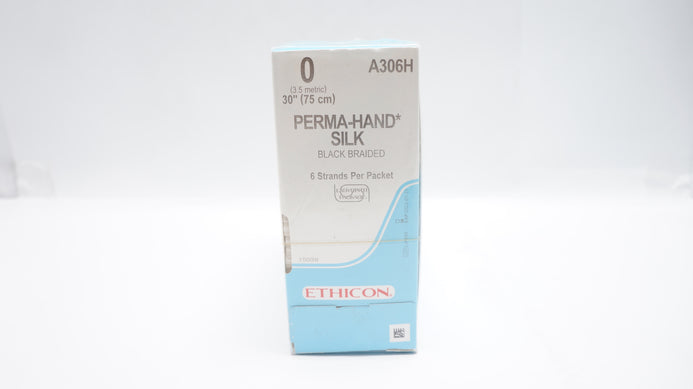 0
A306H
(3.5 metric)
30" (75 cm)
PERMA-HAND*
SILK
BLACK BRAIDED
6 Strands Per Packet
ETHICON